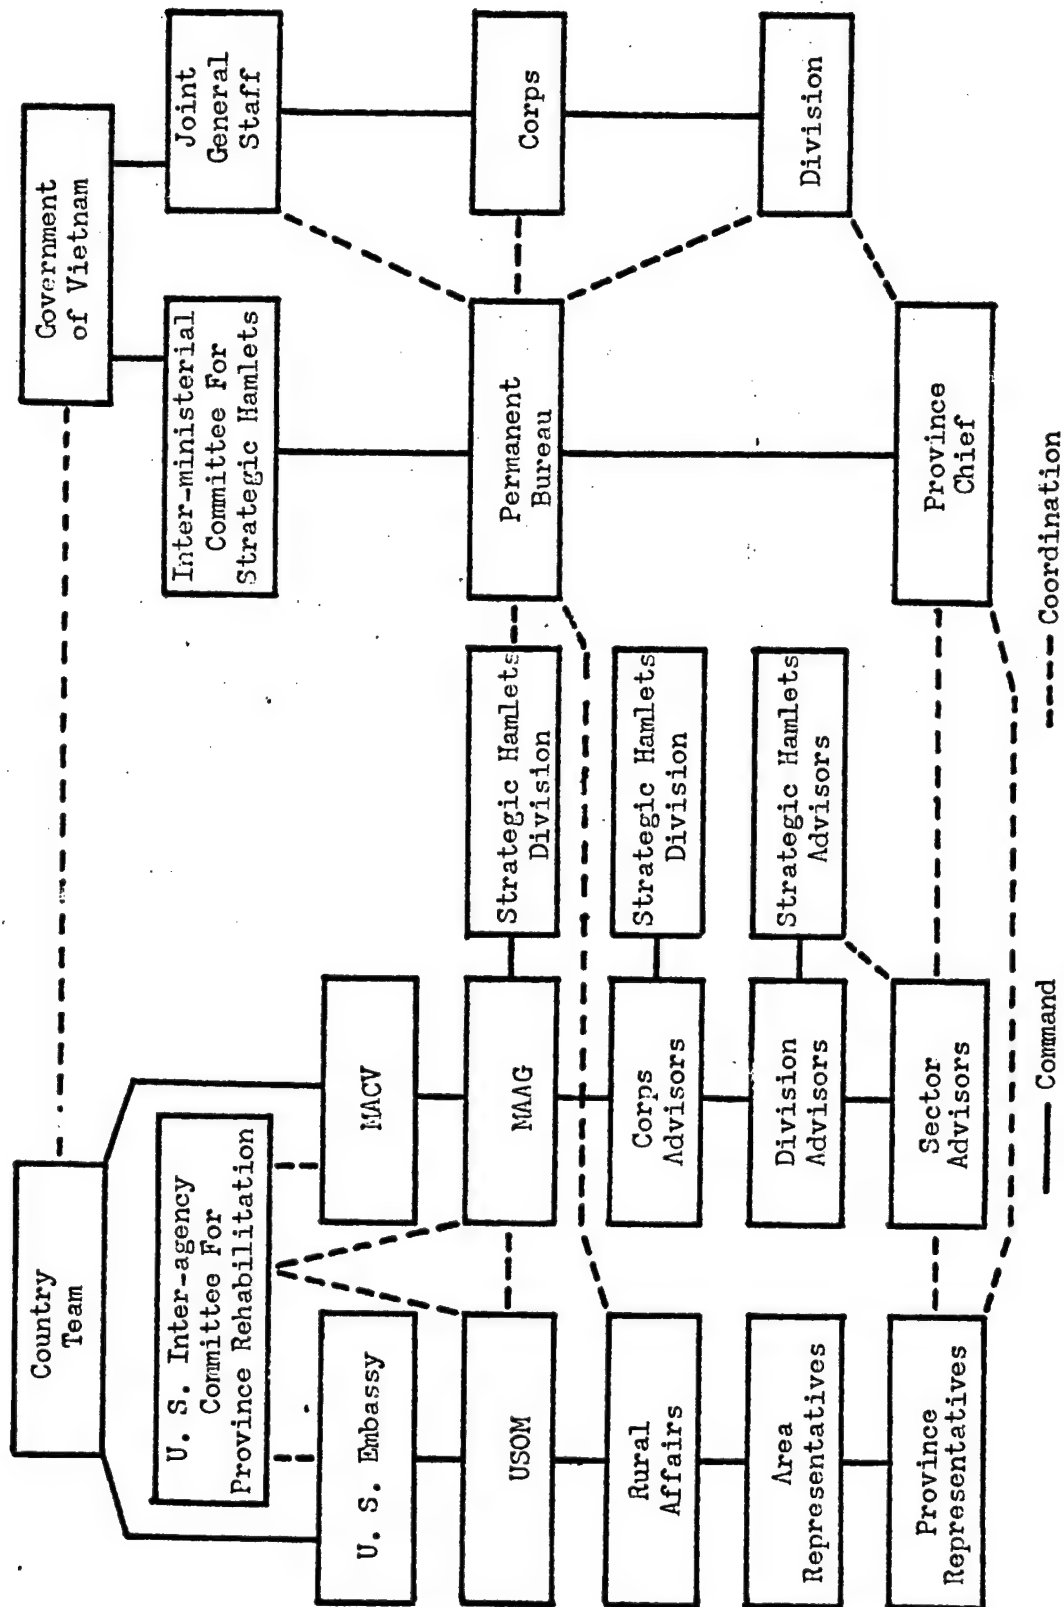 Country
Team
Government
of Vietnam
U. S. Inter-agency
Committee For
Province Rehabilitation
Inter-ministerial
Committee For
Strategic Hamlets
Joint
General
Staff
U. S. Embassy
MACV
USOM
MAAG
Strategic Hamlets
Division
Permanent
Bureau
Corps
Rural
Affairs
Corps
Advisors
Strategic Hamlets
Division
Area
Representatives
Division
Advisors
Strategic Hamlets
Advisors
Division
Province
Representatives
Sector
Advisors
Province
Chief
Command
Coordination